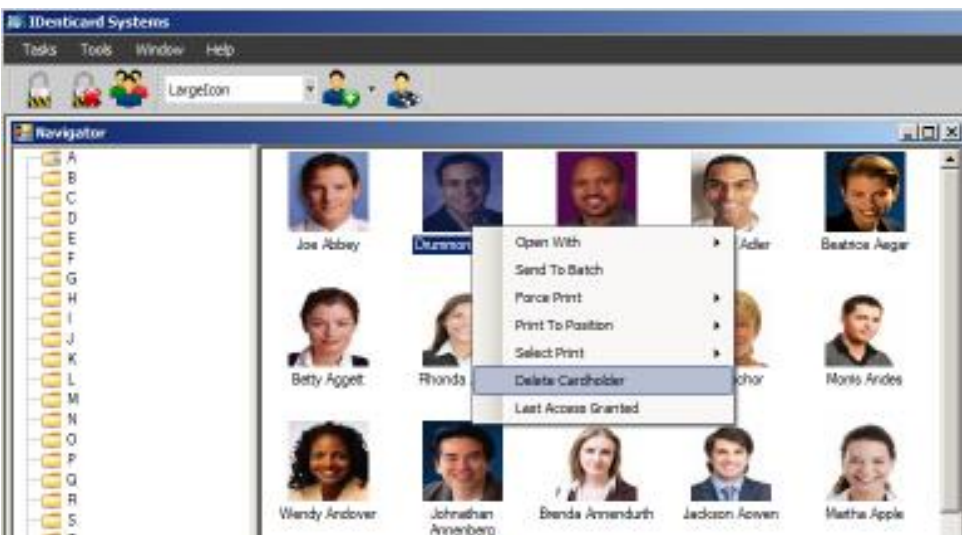 IDenticard Systems
Tasks Tools Window Help
LargeIcon
Navigator
A
B
C
D
E
F
G
H
I
J
K
L
M
N
O
P
Q
R
S
Joe Abbey
Adler
Beatrice Aegar
Open With
Send To Batch
Force Print
Print To Position
Select Print
Delete Cardholder
Last Access Granted
Betty Aggett
Rhonda
Morris Andes
Wendy Andover
Johnathan
Annenberg
Brenda Annendurth
Jackson Aowen
Martha Apple